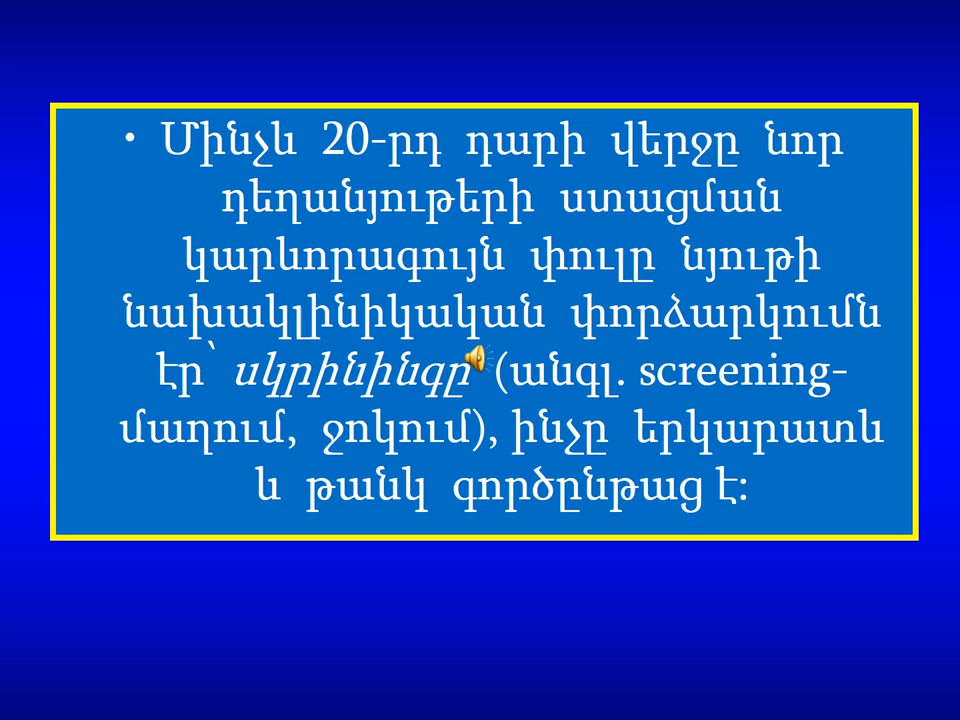 • Մինչև 20-րդ դարի վերջը նոր
դեղանյութերի ստացման
կարևորագույն փուլը նյութի
նախակլինիկական փորձարկումն
էր՝ սկրինինգը (անգլ. screening-
մաղում, ջոկում), ինչը երկարատև
և թանկ գործընթաց է: